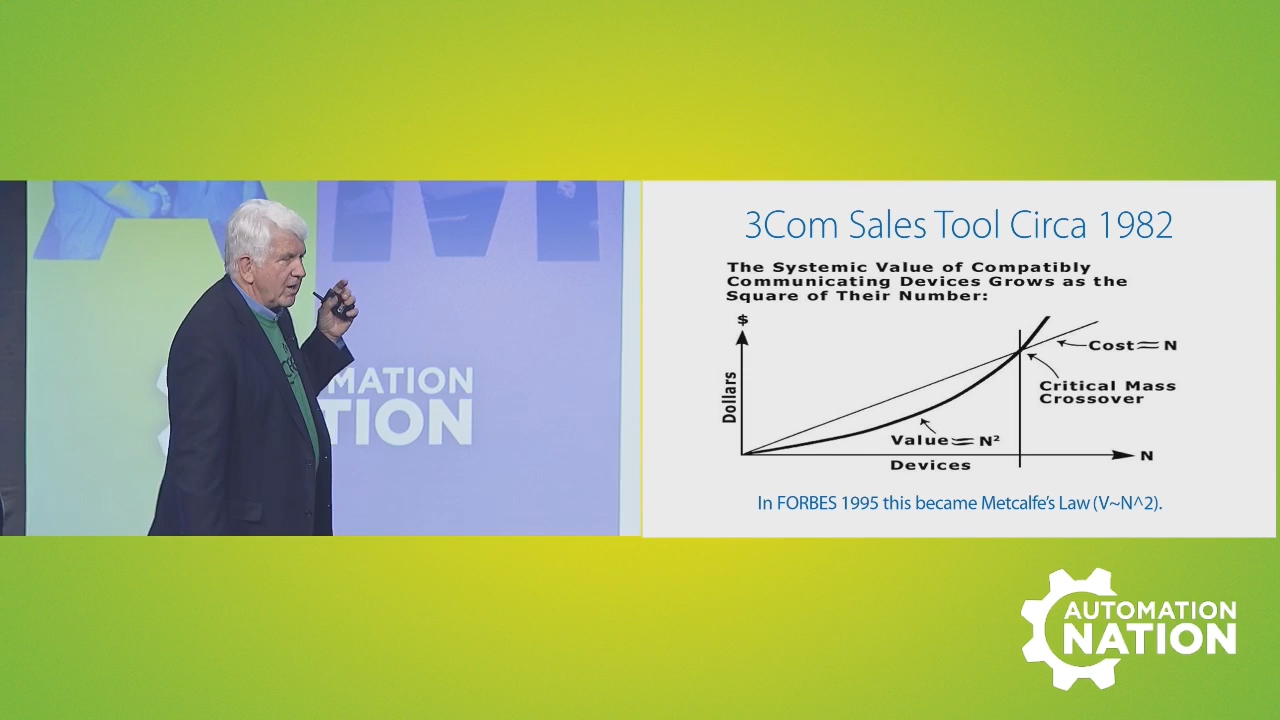 AM
MATION
TION
3Com Sales Tool Circa 1982
The Systemic Value of Compatibly
Communicating Devices Grows as the
Square of Their Number:
$
Dollars
Cost≈N
Critical Mass
Crossover
Value≈N²
N
Devices
In FORBES 1995 this became Metcalfe's Law (V~N^2).
AUTOMATION
NATION